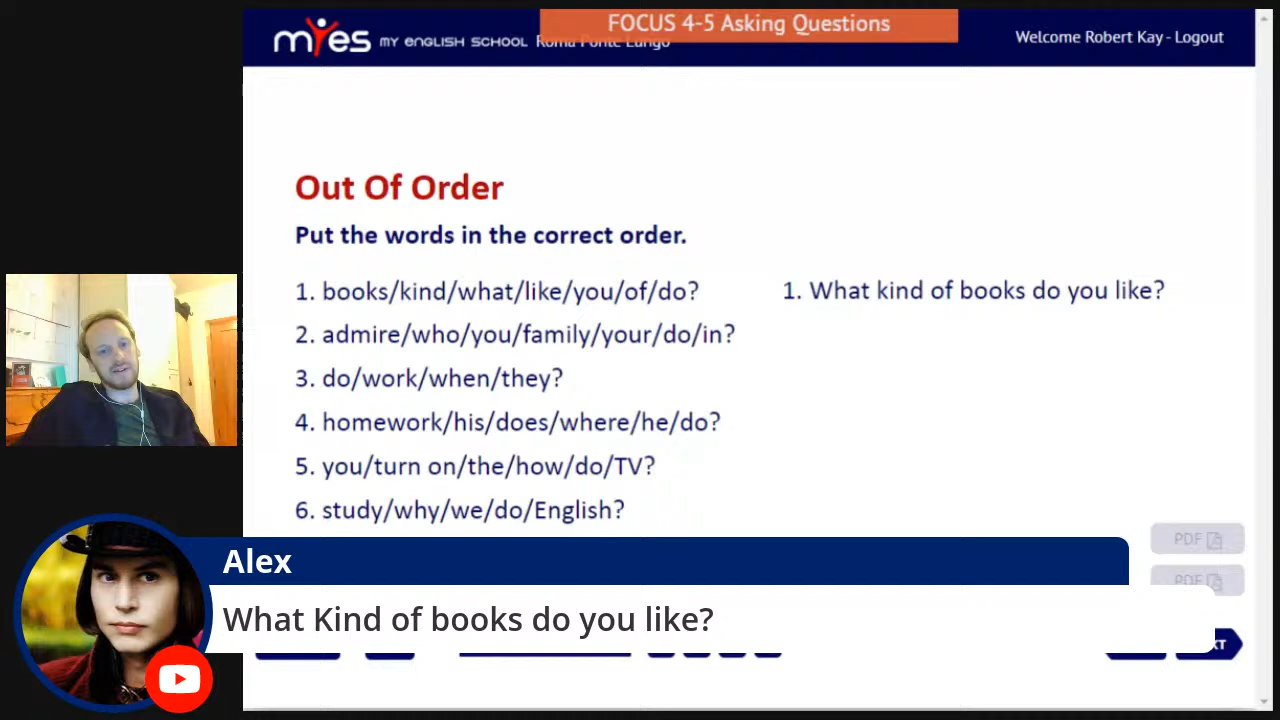 FOCUS 4-5 Asking Questions
myes MY ENGLISH SCHOOL Roma Ponte Lungo
Welcome Robert Kay - Logout
Out Of Order
Put the words in the correct order.
1. books/kind/what/like/you/of/do?
1. What kind of books do you like?
2. admire/who/you/family/your/do/in?
3. do/work/when/they?
4. homework/his/does/where/he/do?
5. you/turn on/the/how/do/TV?
6. study/why/we/do/English?
PDF
PDF
Alex
What Kind of books do you like?